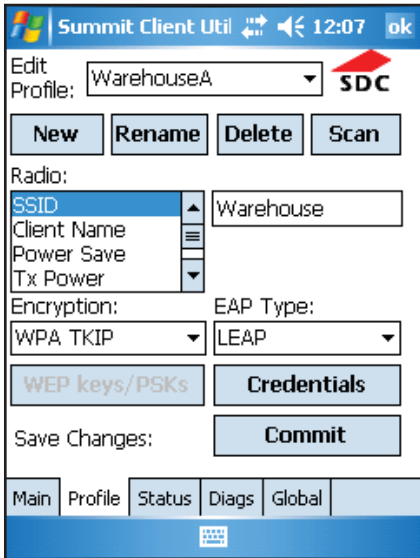 Summit Client Util 12:07 ok
Edit
Profile: WarehouseA
SDC
New Rename Delete Scan
Radio:
SSID Warehouse
Client Name
Power Save
Tx Power
Encryption: EAP Type:
WPA TKIP LEAP
WEP keys/PSKs Credentials
Save Changes: Commit
Main Profile Status Diags Global